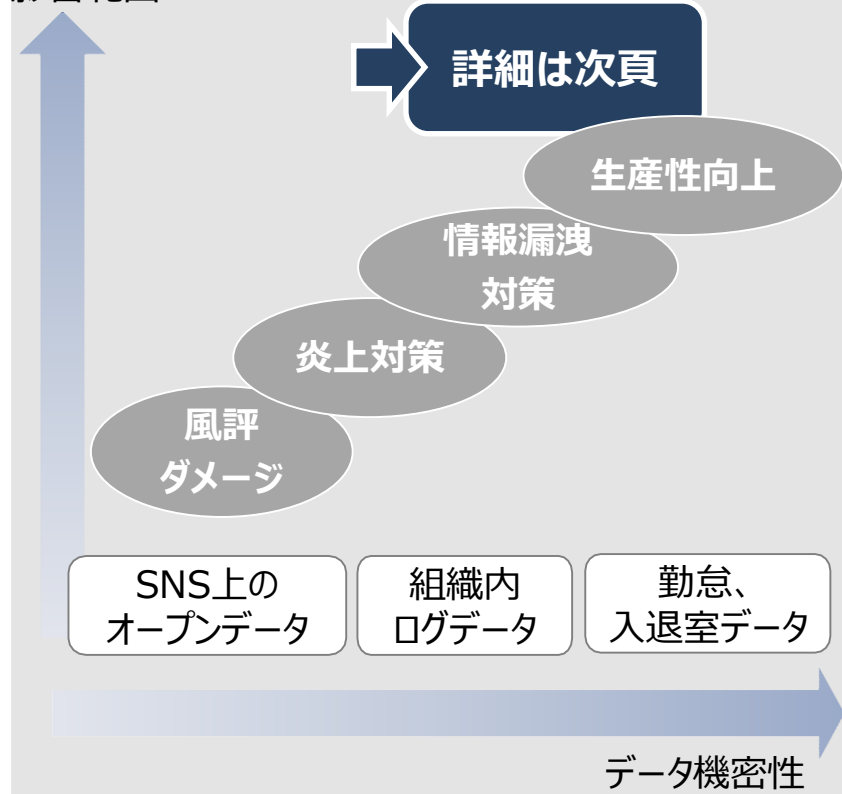 詳細は次頁
生産性向上
情報漏洩
対策
炎上対策
風評
ダメージ
SNS上の
オープンデータ
組織内
ログデータ
勤怠、
入退室データ
データ機密性